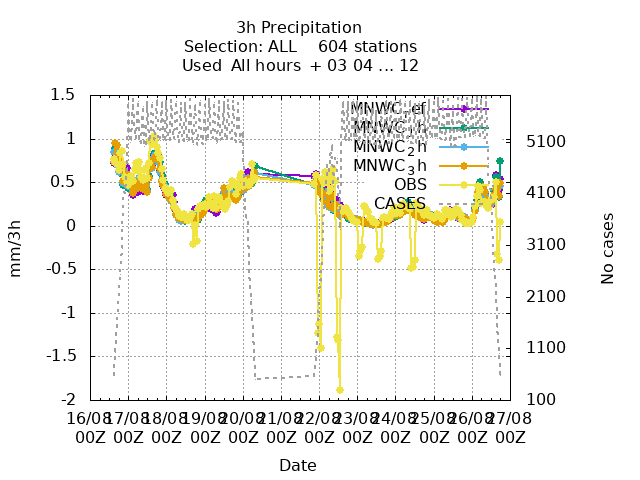 3h Precipitation
Selection: ALL 604 stations
Used All hours + 03 04 ... 12
1.5
1
0.5
0
-0.5
-1
-1.5
-2
mm/3h
5100
4100
3100
2100
1100
100
No cases
MNWC_ef
MNWC1h
MNWC2h
MNWC3h
OBS
CASES
16/08 17/08 18/08 19/08 20/08 21/08 22/08 23/08 24/08 25/08 26/08 27/08
00Z 00Z 00Z 00Z 00Z 00Z 00Z 00Z 00Z 00Z 00Z 00Z
Date